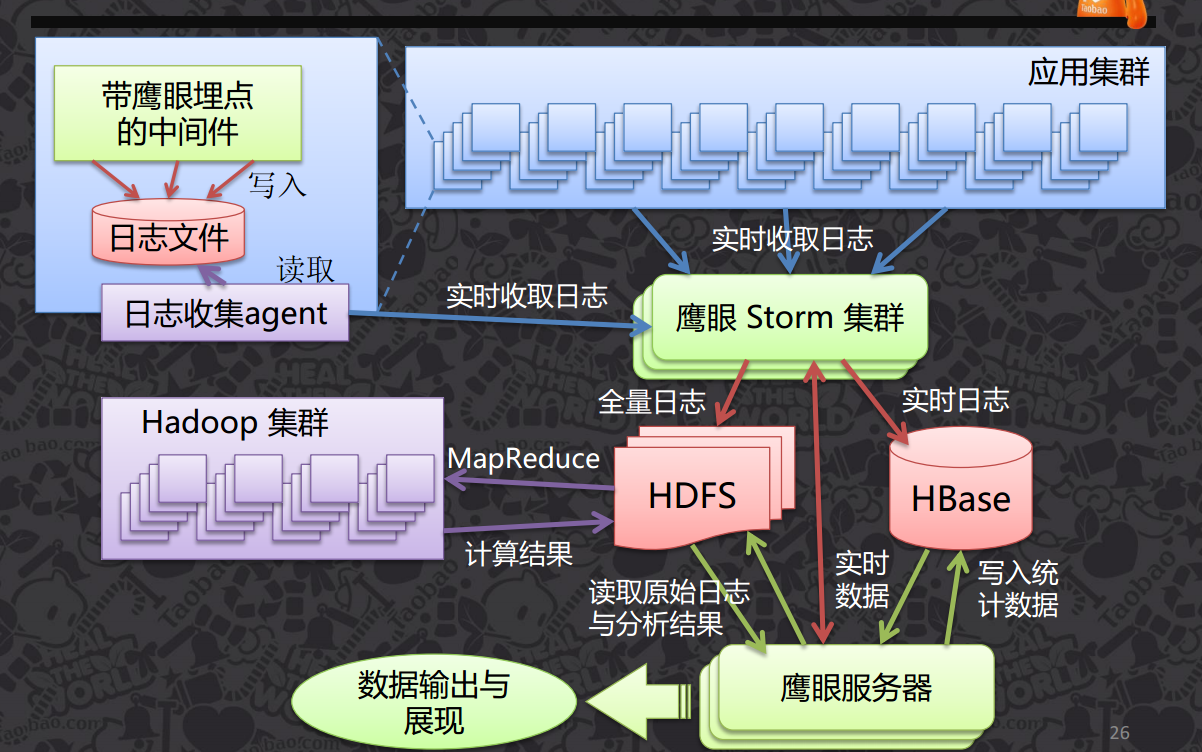 Taobao
应用集群
带鹰眼埋点
的中间件
写入
日志文件
读取
日志收集agent
实时收取日志
实时收取日志
鹰眼 Storm 集群
全量日志
实时日志
Hadoop 集群
MapReduce
HDFS
HBase
计算结果
读取原始日志
与分析结果
实时
数据
写入统
计数据
数据输出与
展现
鹰眼服务器
26